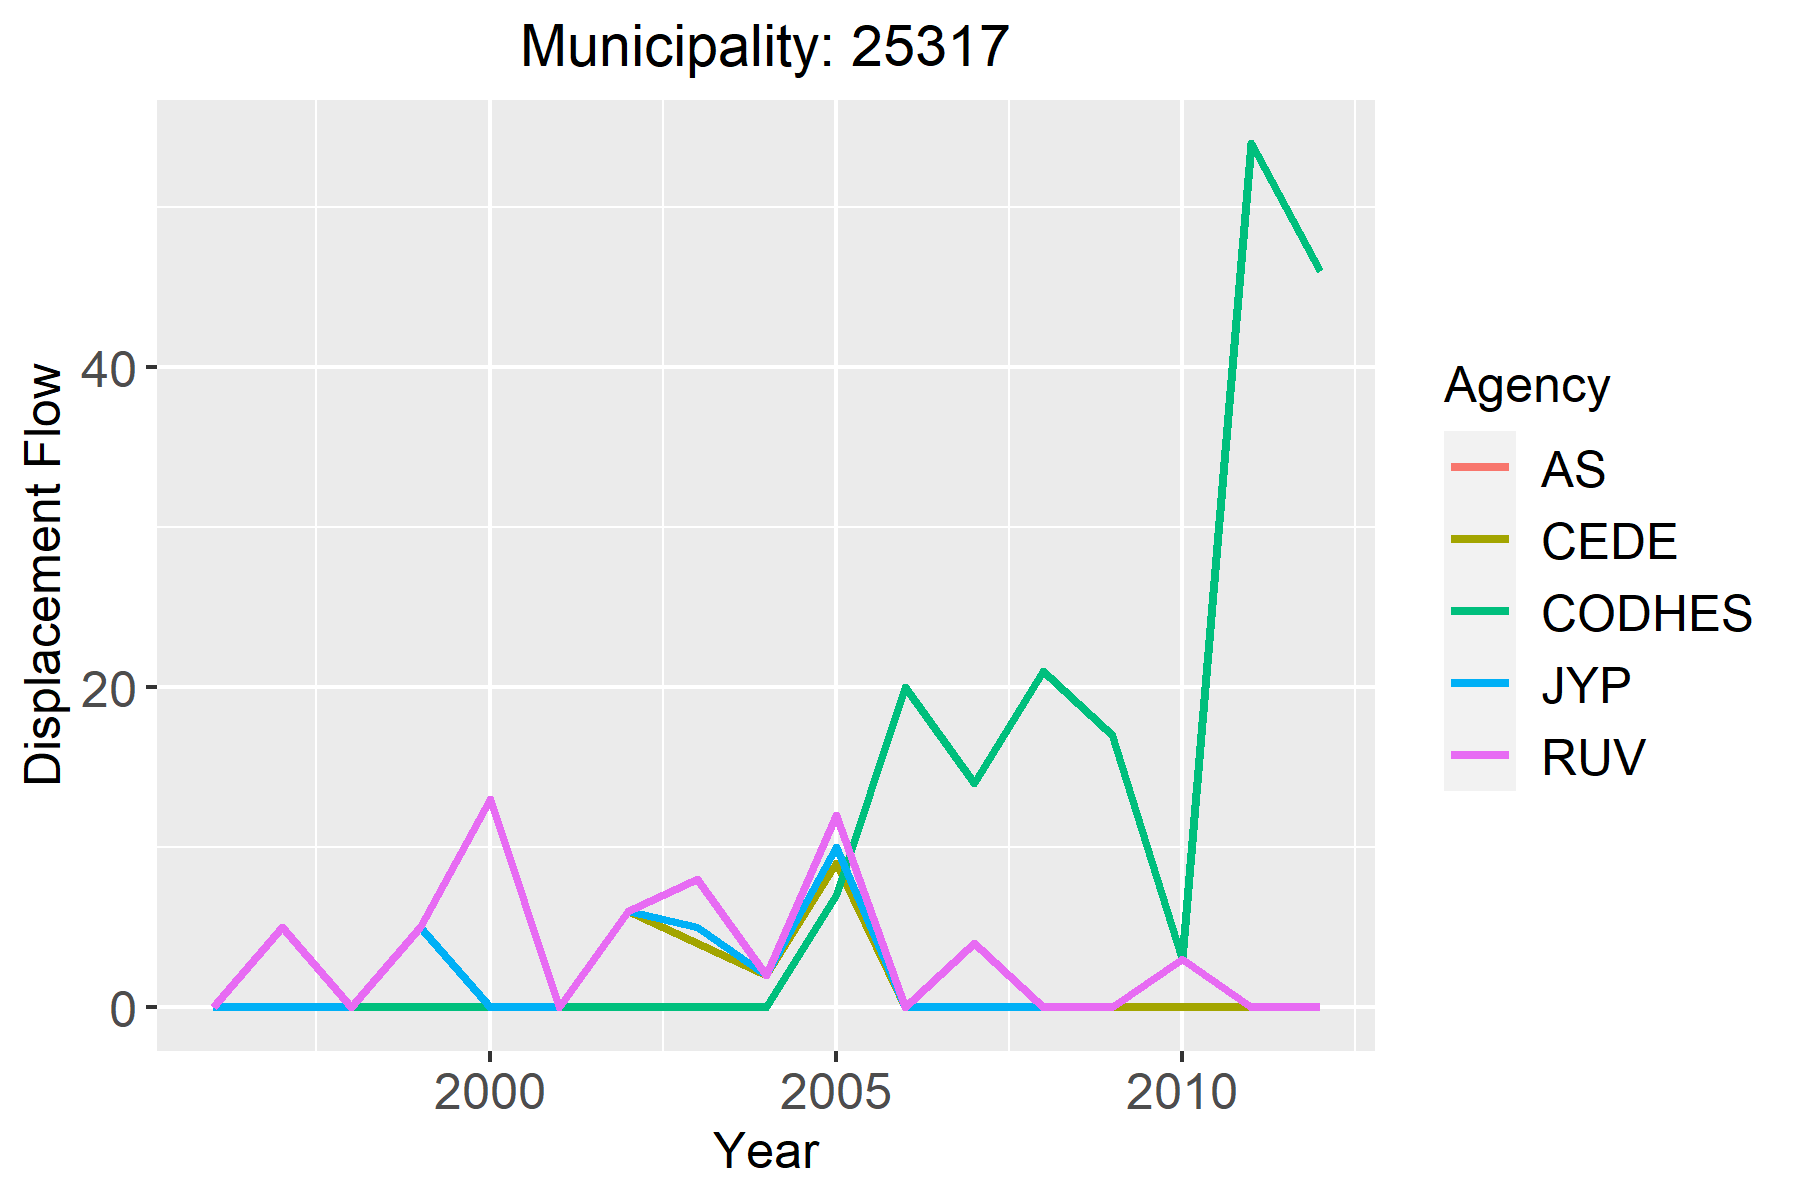 Municipality: 25317
Displacement Flow
40
20
0
2000
2005
2010
Year
Agency
AS
CEDE
CODHES
JYP
RUV